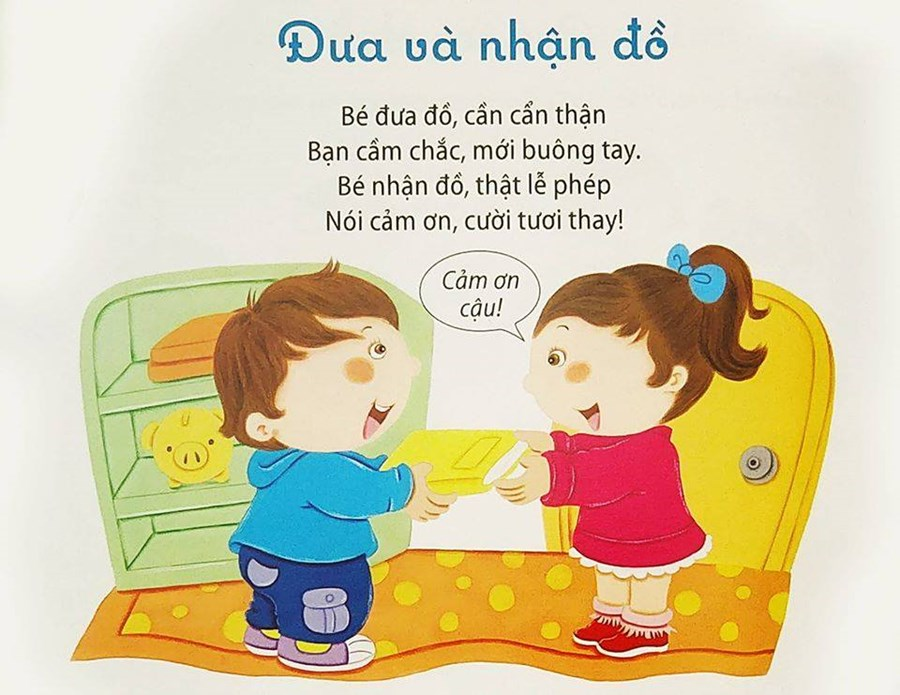 Đưa và nhận đồ
Bé đưa đồ, cần cẩn thận
Bạn cầm chắc, mới buông tay.
Bé nhận đồ, thật lễ phép
Nói cảm ơn, cười tươi thay!
Cảm ơn
cậu!